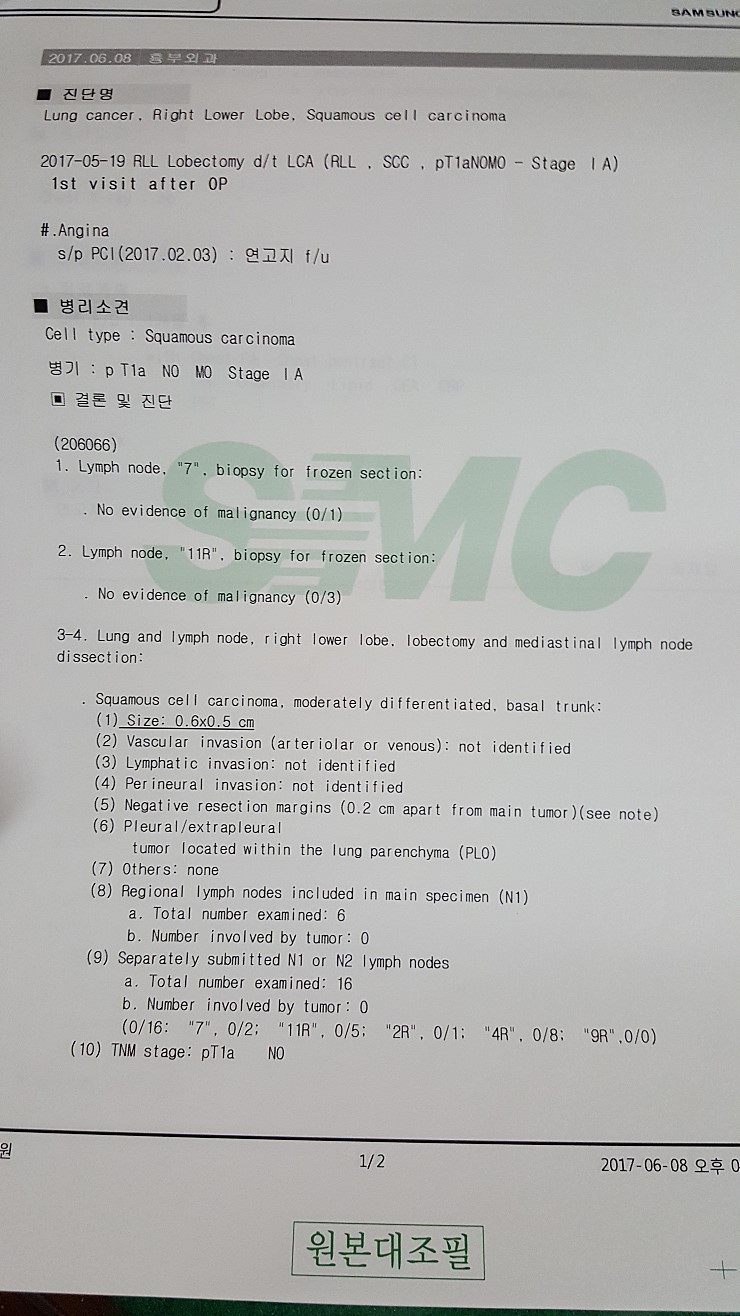 SAMSUNG
2017.06.08 흉부외과
■ 진단명
Lung cancer, Right Lower Lobe, Squamous cell carcinoma
2017-05-19 RLL Lobectomy d/t LCA (RLL , SCC , pT1aN0M0 - Stage ⅠA)
1st visit after OP
#.Angina
s/p PCI(2017.02.03) : 연고지 f/u
■ 병리소견
Cell type : Squamous carcinoma
병기 : p T1a N0 M0 Stage ⅠA
▣ 결론 및 진단
(206066)
1. Lymph node, "7", biopsy for frozen section:
. No evidence of malignancy (0/1)
2. Lymph node, "11R", biopsy for frozen section:
. No evidence of malignancy (0/3)
3-4. Lung and lymph node, right lower lobe, lobectomy and mediastinal lymph node
dissection:
. Squamous cell carcinoma, moderately differentiated, basal trunk:
(1) Size: 0.6x0.5 cm
(2) Vascular invasion (arteriolar or venous): not identified
(3) Lymphatic invasion: not identified
(4) Perineural invasion: not identified
(5) Negative resection margins (0.2 cm apart from main tumor)(see note)
(6) Pleural/extrapleural
tumor located within the lung parenchyma (PL0)
(7) Others: none
(8) Regional lymph nodes included in main specimen (N1)
a. Total number examined: 6
b. Number involved by tumor: 0
(9) Separately submitted N1 or N2 lymph nodes
a. Total number examined: 16
b. Number involved by tumor: 0
(0/16: "7", 0/2; "11R", 0/5; "2R", 0/1; "4R", 0/8; "9R",0/0)
(10) TNM stage: pT1a N0
SMC
원
1/2
2017-06-08 오후 0
원본대조필